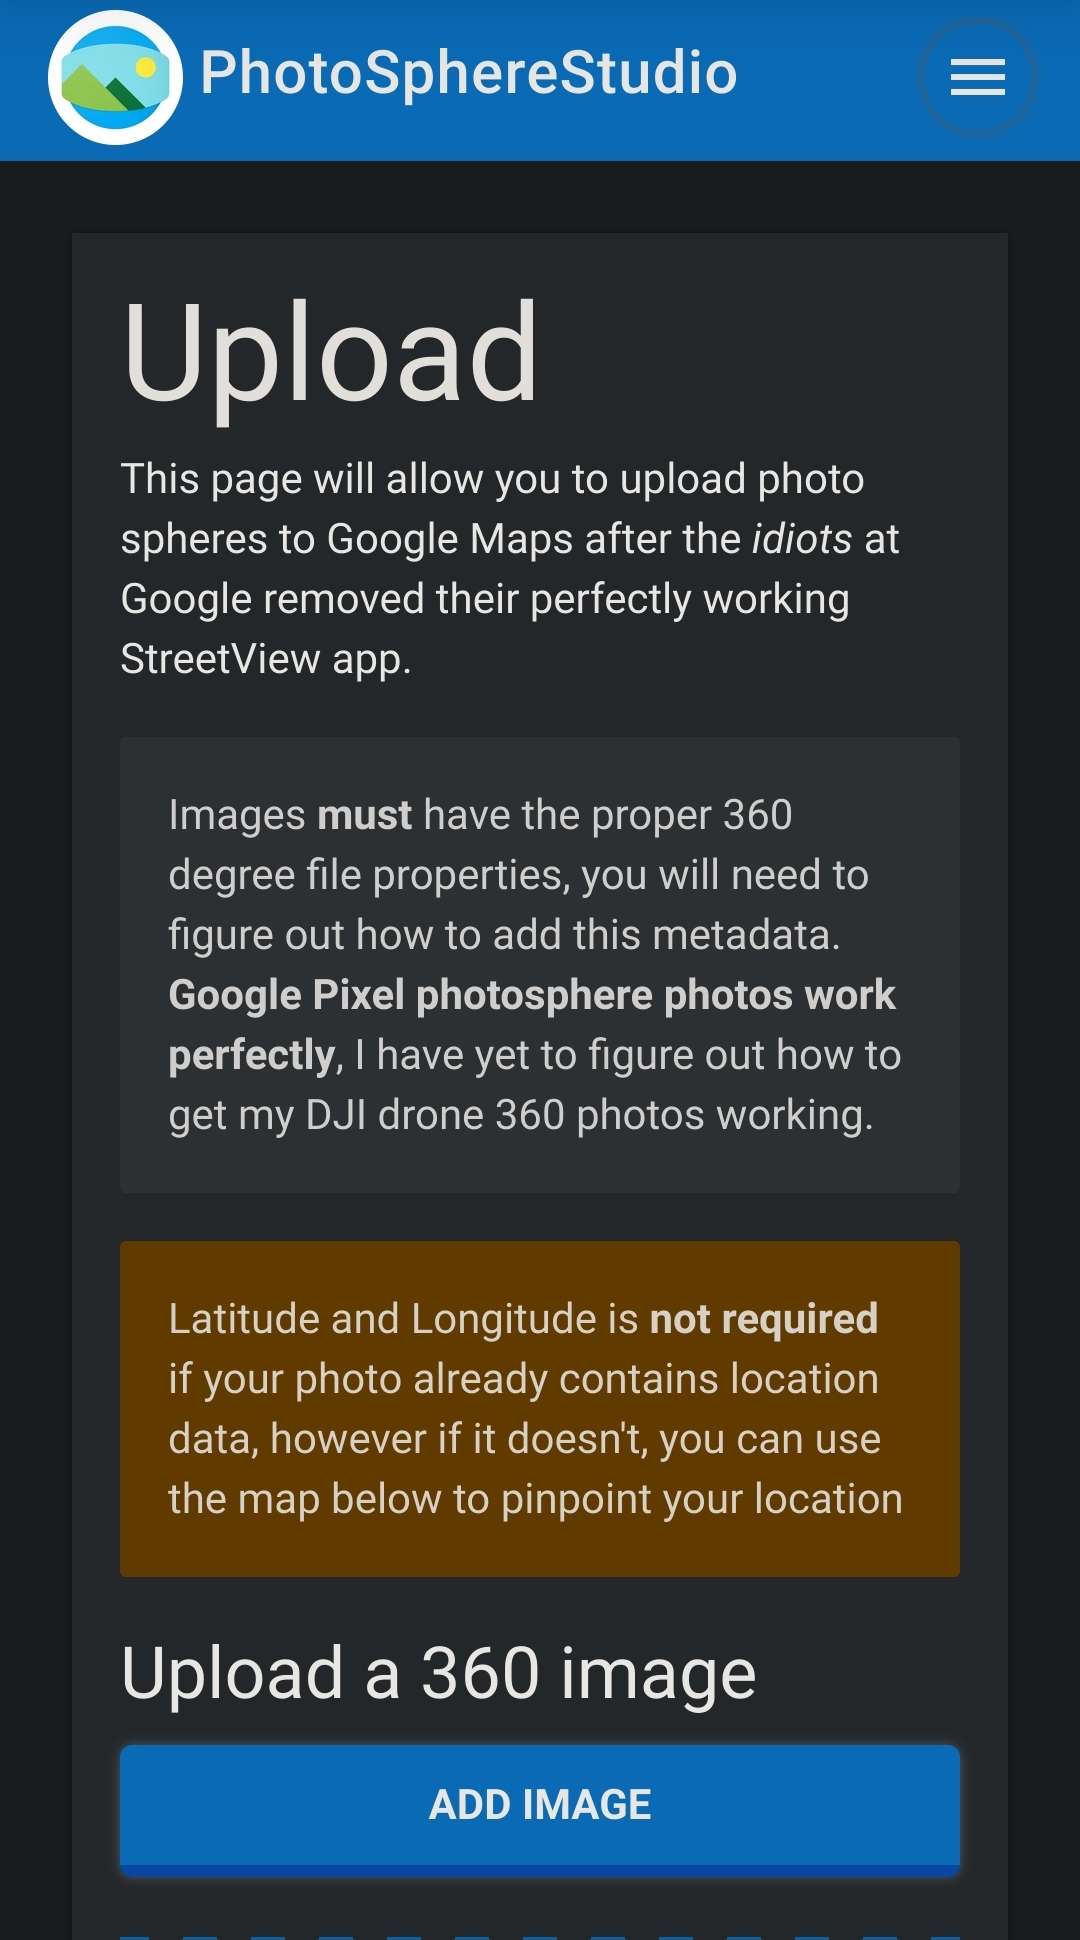 PhotoSphereStudio
Upload
This page will allow you to upload photo
spheres to Google Maps after the idiots at
Google removed their perfectly working
StreetView app.
Images must have the proper 360
degree file properties, you will need to
figure out how to add this metadata.
Google Pixel photosphere photos work
perfectly, I have yet to figure out how to
get my DJI drone 360 photos working.
Latitude and Longitude is not required
if your photo already contains location
data, however if it doesn't, you can use
the map below to pinpoint your location
Upload a 360 image
ADD IMAGE